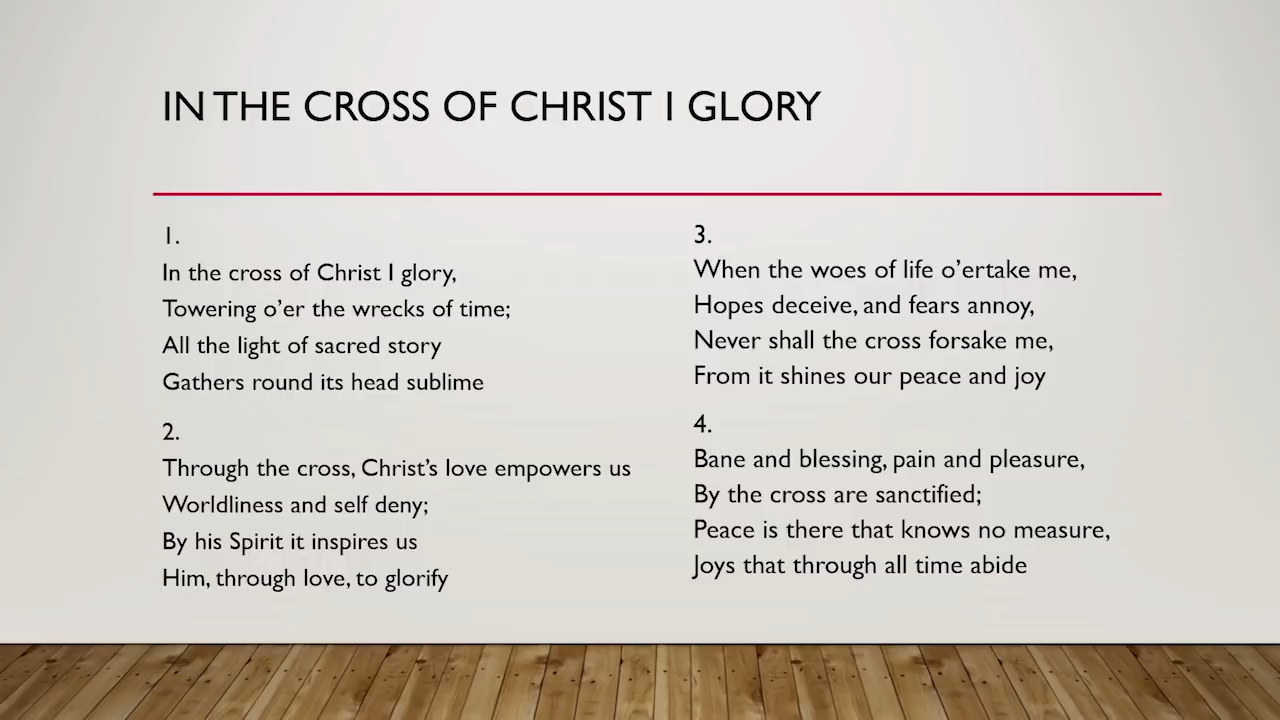 IN THE CROSS OF CHRIST I GLORY
1.
In the cross of Christ I glory,
Towering o’er the wrecks of time;
All the light of sacred story
Gathers round its head sublime
2.
Through the cross, Christ’s love empowers us
Worldliness and self deny;
By his Spirit it inspires us
Him, through love, to glorify
3.
When the woes of life o’ertake me,
Hopes deceive, and fears annoy,
Never shall the cross forsake me,
From it shines our peace and joy
4.
Bane and blessing, pain and pleasure,
By the cross are sanctified;
Peace is there that knows no measure,
Joys that through all time abide